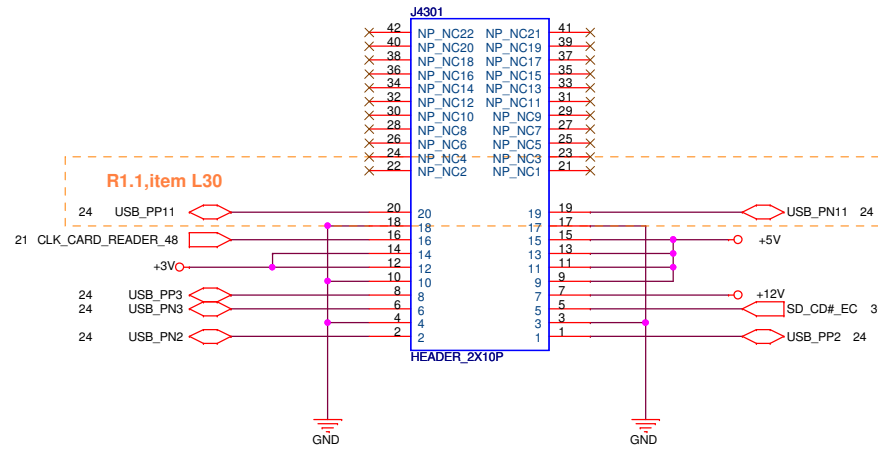 J4301
42 NP_NC22 NP_NC21 41
40 NP_NC20 NP_NC19 39
38 NP_NC18 NP_NC17 37
36 NP_NC16 NP_NC15 35
34 NP_NC14 NP_NC13 33
32 NP_NC12 NP_NC11 31
30 NP_NC10 NP_NC9 29
28 NP_NC8 NP_NC7 27
26 NP_NC6 NP_NC5 25
24 NP_NC4 NP_NC3 23
22 NP_NC2 NP_NC1 21
R1.1,item L30
24 USB_PP11 20 20 19 19 USB_PN11 24
18 18 17 17
21 CLK_CARD_READER_48 16 16 15 15 +5V
14 14 13 13
+3V 12 12 11 11
10 10 9 9
24 USB_PP3 8 8 7 7 +12V
24 USB_PN3 6 6 5 5 SD_CD#_EC 3
4 4 3 3
24 USB_PN2 2 2 1 1 USB_PP2 24
HEADER_2X10P
GND GND